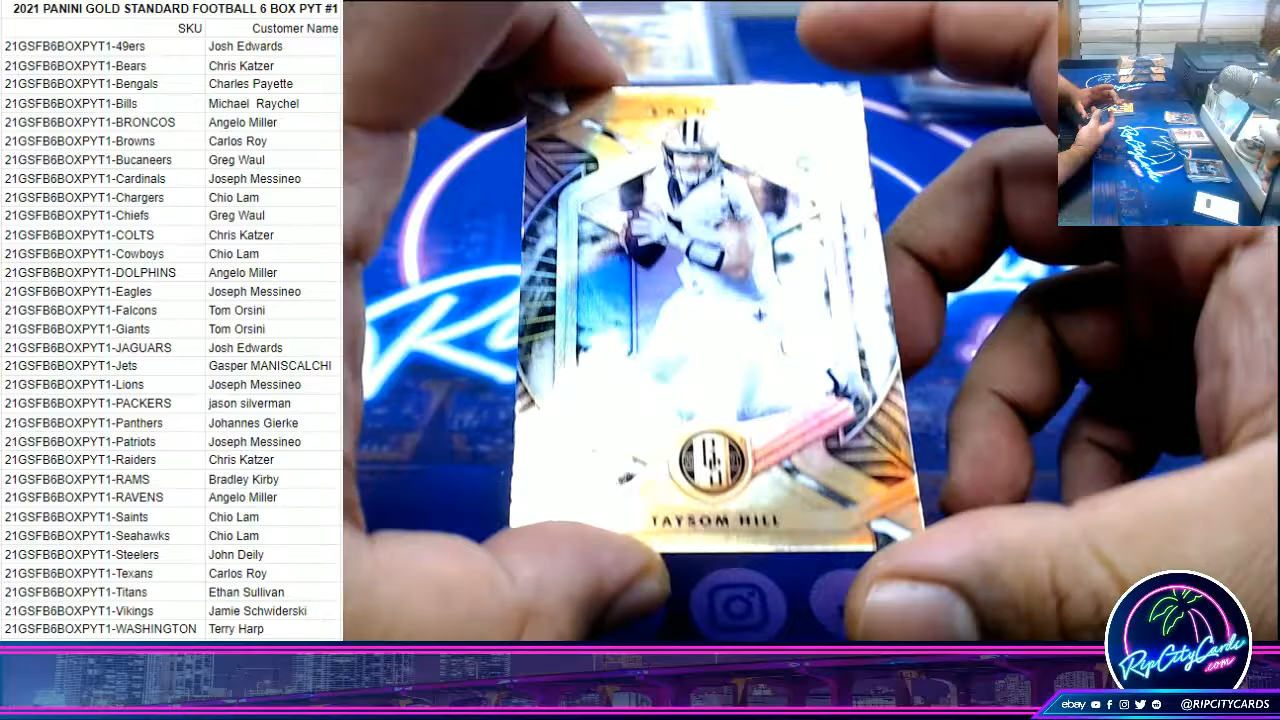 2021 PANINI GOLD STANDARD FOOTBALL 6 BOX PYT #1
SKU Customer Name
21GSFB6BOXPYT1-49ers Josh Edwards
21GSFB6BOXPYT1-Bears Chris Katzer
21GSFB6BOXPYT1-Bengals Charles Payette
21GSFB6BOXPYT1-Bills Michael Raychel
21GSFB6BOXPYT1-BRONCOS Angelo Miller
21GSFB6BOXPYT1-Browns Carlos Roy
21GSFB6BOXPYT1-Bucaneers Greg Waul
21GSFB6BOXPYT1-Cardinals Joseph Messineo
21GSFB6BOXPYT1-Chargers Chio Lam
21GSFB6BOXPYT1-Chiefs Greg Waul
21GSFB6BOXPYT1-COLTS Chris Katzer
21GSFB6BOXPYT1-Cowboys Chio Lam
21GSFB6BOXPYT1-DOLPHINS Angelo Miller
21GSFB6BOXPYT1-Eagles Joseph Messineo
21GSFB6BOXPYT1-Falcons Tom Orsini
21GSFB6BOXPYT1-Giants Tom Orsini
21GSFB6BOXPYT1-JAGUARS Josh Edwards
21GSFB6BOXPYT1-Jets Gasper MANISCALCHI
21GSFB6BOXPYT1-Lions Joseph Messineo
21GSFB6BOXPYT1-PACKERS jason silverman
21GSFB6BOXPYT1-Panthers Johannes Gierke
21GSFB6BOXPYT1-Patriots Joseph Messineo
21GSFB6BOXPYT1-Raiders Chris Katzer
21GSFB6BOXPYT1-RAMS Bradley Kirby
21GSFB6BOXPYT1-RAVENS Angelo Miller
21GSFB6BOXPYT1-Saints Chio Lam
21GSFB6BOXPYT1-Seahawks Chio Lam
21GSFB6BOXPYT1-Steelers John Deily
21GSFB6BOXPYT1-Texans Carlos Roy
21GSFB6BOXPYT1-Titans Ethan Sullivan
21GSFB6BOXPYT1-Vikings Jamie Schwiderski
21GSFB6BOXPYT1-WASHINGTON Terry Harp
TAYSOM HILL
RipCityCards
.com
ebay @RIPCITYCARDS